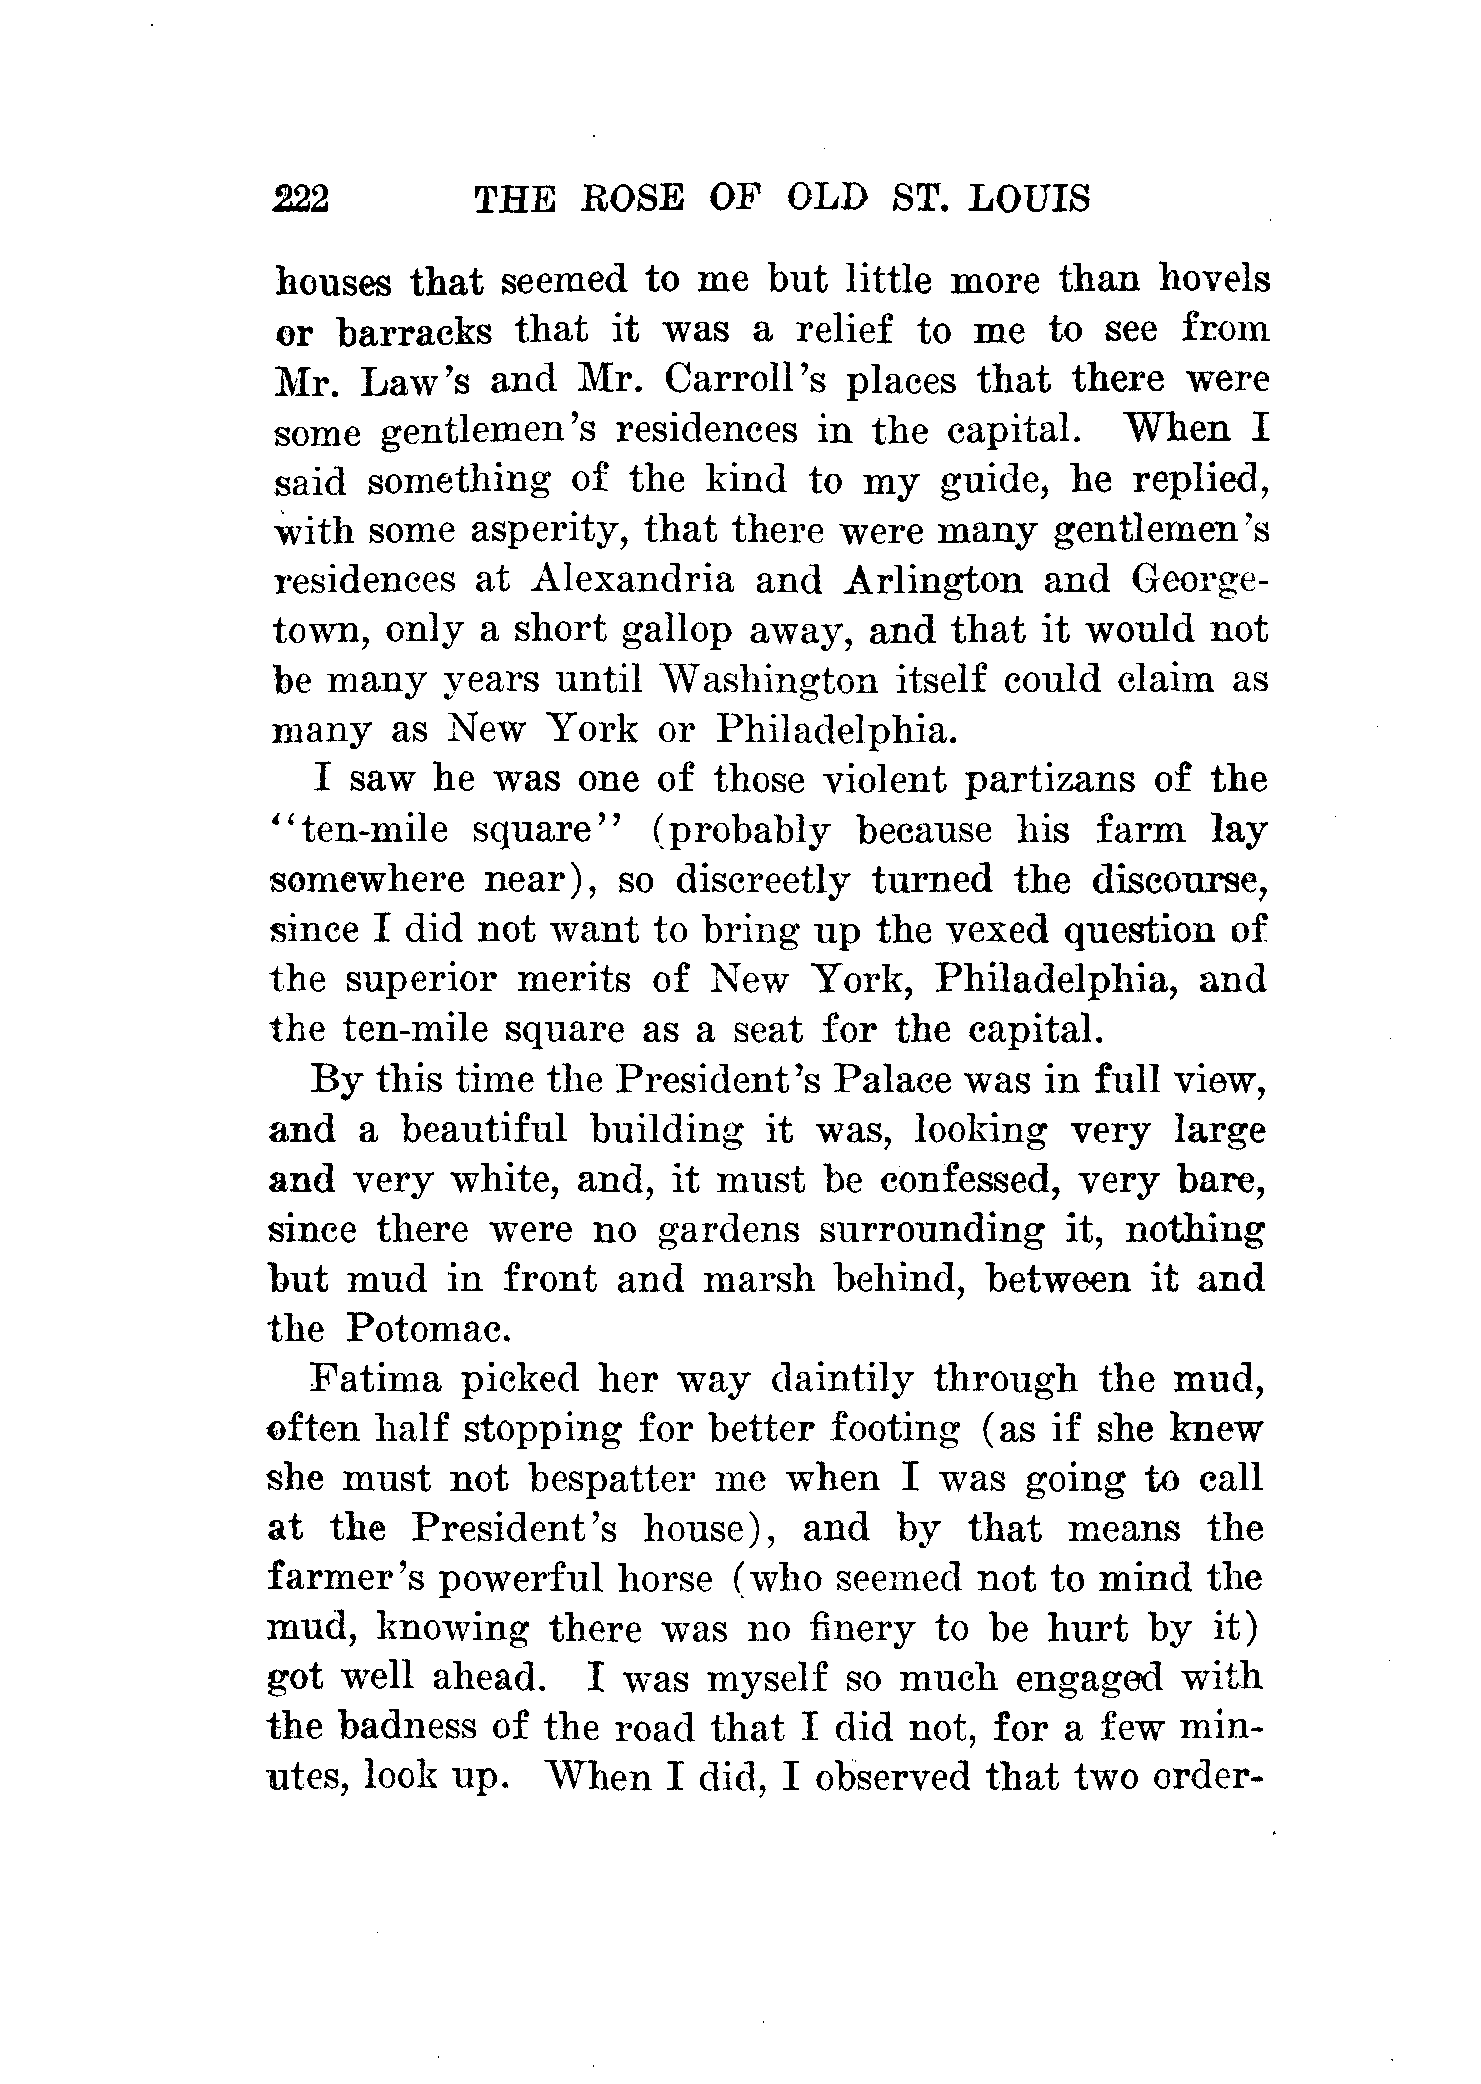 222 THE ROSE OF OLD ST. LOUIS
houses that seemed to me but little more than hovels
or barracks that it was a relief to me to see from
Mr. Law's and Mr. Carroll's places that there were
some gentlemen's residences in the capital. When I
said something of the kind to my guide, he replied,
with some asperity, that there were many gentlemen's
residences at Alexandria and Arlington and George-
town, only a short gallop away, and that it would not
be many years until Washington itself could claim as
many as New York or Philadelphia.
I saw he was one of those violent partizans of the
"ten-mile square" (probably because his farm lay
somewhere near), so discreetly turned the discourse,
since I did not want to bring up the vexed question of
the superior merits of New York, Philadelphia, and
the ten-mile square as a seat for the capital.
By this time the President's Palace was in full view,
and a beautiful building it was, looking very large
and very white, and, it must be confessed, very bare,
since there were no gardens surrounding it, nothing
but mud in front and marsh behind, between it and
the Potomac.
Fatima picked her way daintily through the mud,
often half stopping for better footing (as if she knew
she must not bespatter me when I was going to call
at the President's house), and by that means the
farmer's powerful horse (who seemed not to mind the
mud, knowing there was no finery to be hurt by it)
got well ahead. I was myself so much engaged with
the badness of the road that I did not, for a few min-
utes, look up. When I did, I observed that two order-